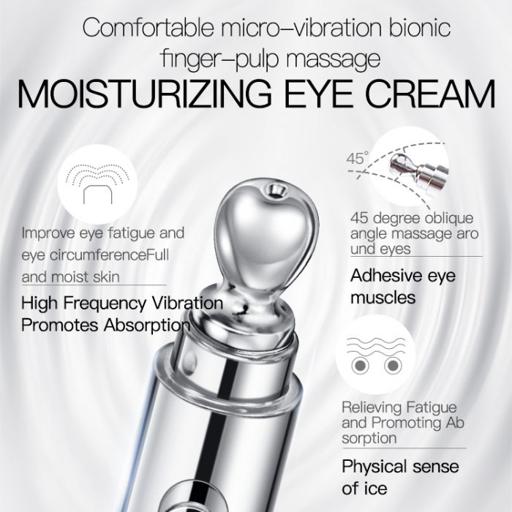 Comfortable micro-vibration bionic
finger-pulp massage
MOISTURIZING EYE CREAM
Improve eye fatigue and
eye circumferenceFull
and moist skin
High Frequency Vibration
Promotes Absorption
45°
45 degree oblique
angle massage aro
und eyes
Adhesive eye
muscles
Relieving Fatigue
and Promoting Ab
sorption
Physical sense
of ice